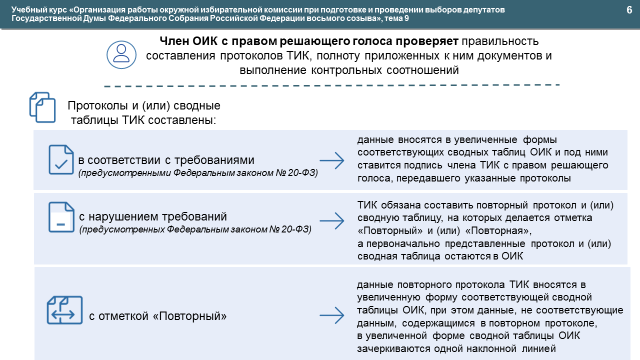 Учебный курс «Организация работы окружной избирательной комиссии при подготовке и проведении выборов депутатов
Государственной Думы Федерального Собрания Российской Федерации восьмого созыва», тема 9
6
Член ОИК с правом решающего голоса проверяет правильность
составления протоколов ТИК, полноту приложенных к ним документов и
выполнение контрольных соотношений
Протоколы и (или) сводные
таблицы ТИК составлены:
в соответствии с требованиями
(предусмотренными Федеральным законом № 20-ФЗ)
данные вносятся в увеличенные формы
соответствующих сводных таблиц ОИК и под ними
ставится подпись члена ТИК с правом решающего
голоса, передавшего указанные протоколы
с нарушением требований
(предусмотренных Федеральным законом № 20-ФЗ)
ТИК обязана составить повторный протокол и (или)
сводную таблицу, на которых делается отметка
«Повторный» и (или) «Повторная»,
а первоначально представленные протокол и (или)
сводная таблица остаются в ОИК
с отметкой «Повторный»
данные повторного протокола ТИК вносятся в
увеличенную форму соответствующей сводной
таблицы ОИК, при этом данные, не соответствующие
данным, содержащимся в повторном протоколе,
в увеличенной форме сводной таблицы ОИК
зачеркиваются одной наклонной линией